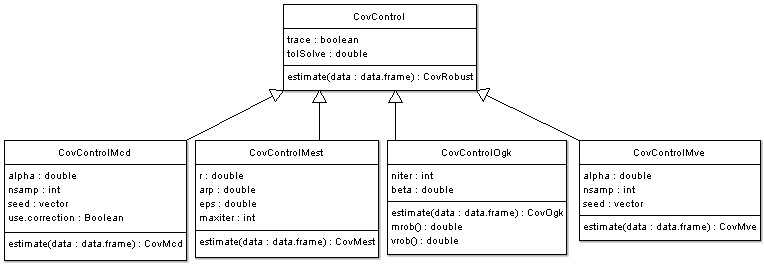 CovControl
trace : boolean
tolSolve : double
estimate(data : data.frame) : CovRobust
CovControlMcd
alpha : double
nsamp : int
seed : vector
use.correction : Boolean
estimate(data : data.frame) : CovMcd
CovControlMest
r : double
arp : double
eps : double
maxiter : int
estimate(data : data.frame) : CovMest
CovControlOgk
niter : int
beta : double
estimate(data : data.frame) : CovOgk
mrob() : double
vrob() : double
CovControlMve
alpha : double
nsamp : int
seed : vector
estimate(data : data.frame) : CovMve